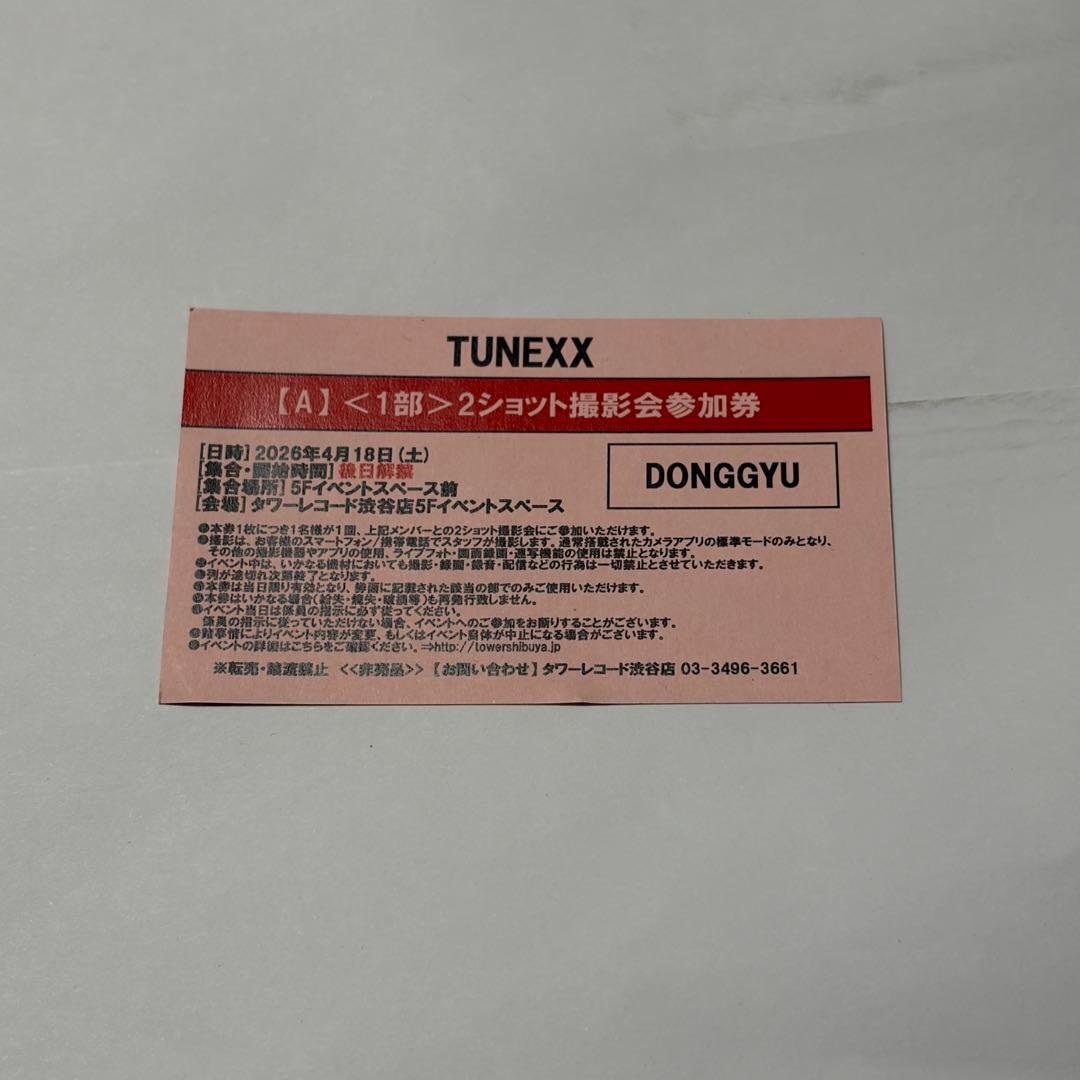 TUNEXX
【A】＜1部＞2ショット撮影会参加券
[日時] 2026年4月18日(土)
[集合・開始時間] 後日解禁
[集合場所] 5Fイベントスペース前
[会場] タワーレコード渋谷店5Fイベントスペース
DONGGYU
●本券1枚につき1名様が1回、上記メンバーとの2ショット撮影会にご参加いただけます。
●撮影は、お客様のスマートフォン/携帯電話でスタッフが撮影します。通常搭載されたカメラアプリの標準モードのみとなり、
その他の撮影機器やアプリの使用、ライブフォト・画面録画・連写機能の使用は禁止となります。
●イベント中は、いかなる機材においても撮影・録画・録音・配信などの行為は一切禁止とさせていただきます。
●列が途切れ次第終了となります。
●本券は当日限り有効となり、券面に記載された該当の部でのみご使用いただけます。
●本券はいかなる場合(紛失・焼失・破損等)も再発行致しません。
●イベント当日は係員の指示に必ず従ってください。
係員の指示に従っていただけない場合、イベントへのご参加をお断りすることがございます。
●諸事情によりイベント内容が変更、もしくはイベント自体が中止になる場合がございます。
●イベントの詳細はこちらをご確認ください。⇒http://towershibuya.jp
※転売・譲渡禁止 <<非売品>> 【お問い合わせ】タワーレコード渋谷店 03-3496-3661